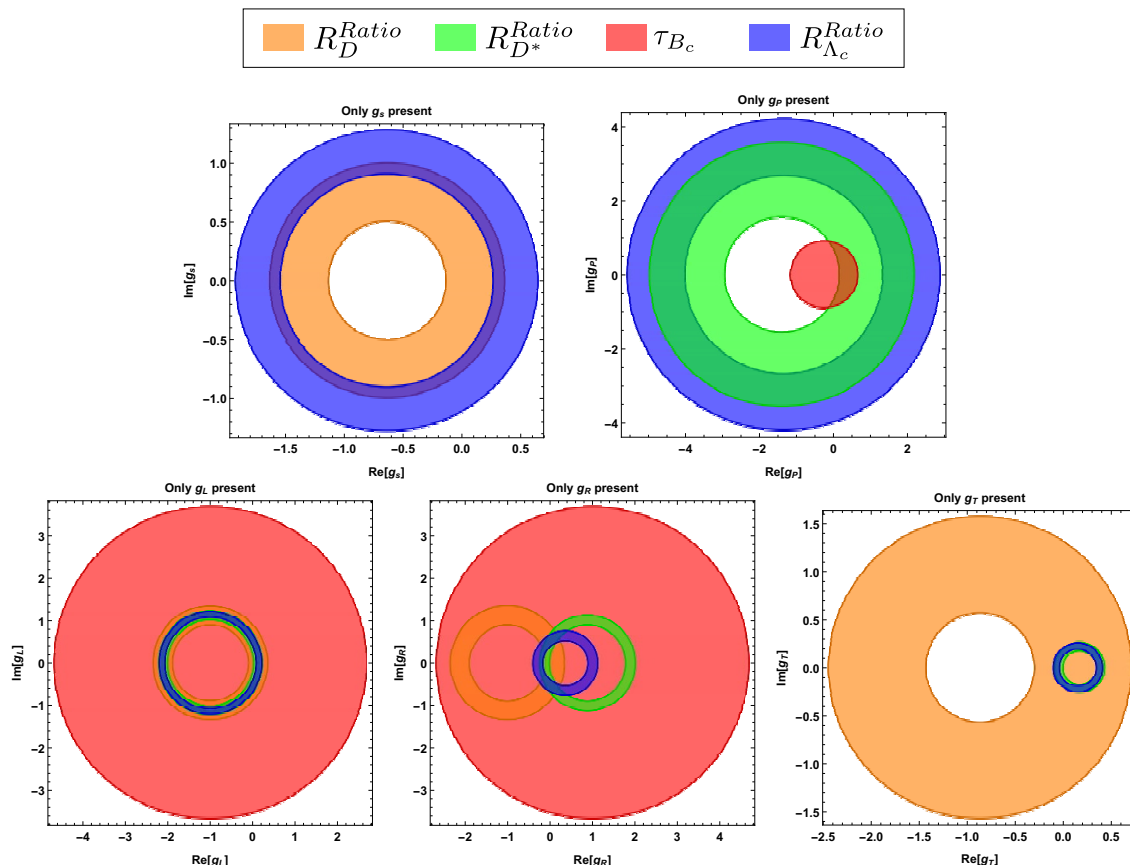 R_D^{Ratio} R_{D*}^{Ratio} τ_{B_c} R_{Λ_c}^{Ratio}
Only g_s present
Im[g_s]
1.0
0.5
0.0
−0.5
−1.0
−1.5 −1.0 −0.5 0.0 0.5
Re[g_s]
Only g_P present
Im[g_P]
4
2
0
−2
−4
−4 −2 0 2
Re[g_P]
Only g_L present
Im[g_L]
3
2
1
0
−1
−2
−3
−4 −3 −2 −1 0 1 2
Re[g_L]
Only g_R present
Im[g_R]
3
2
1
0
−1
−2
−3
−2 −1 0 1 2 3 4
Re[g_R]
Only g_T present
Im[g_T]
1.5
1.0
0.5
0.0
−0.5
−1.0
−1.5
−2.5 −2.0 −1.5 −1.0 −0.5 0.0 0.5
Re[g_T]